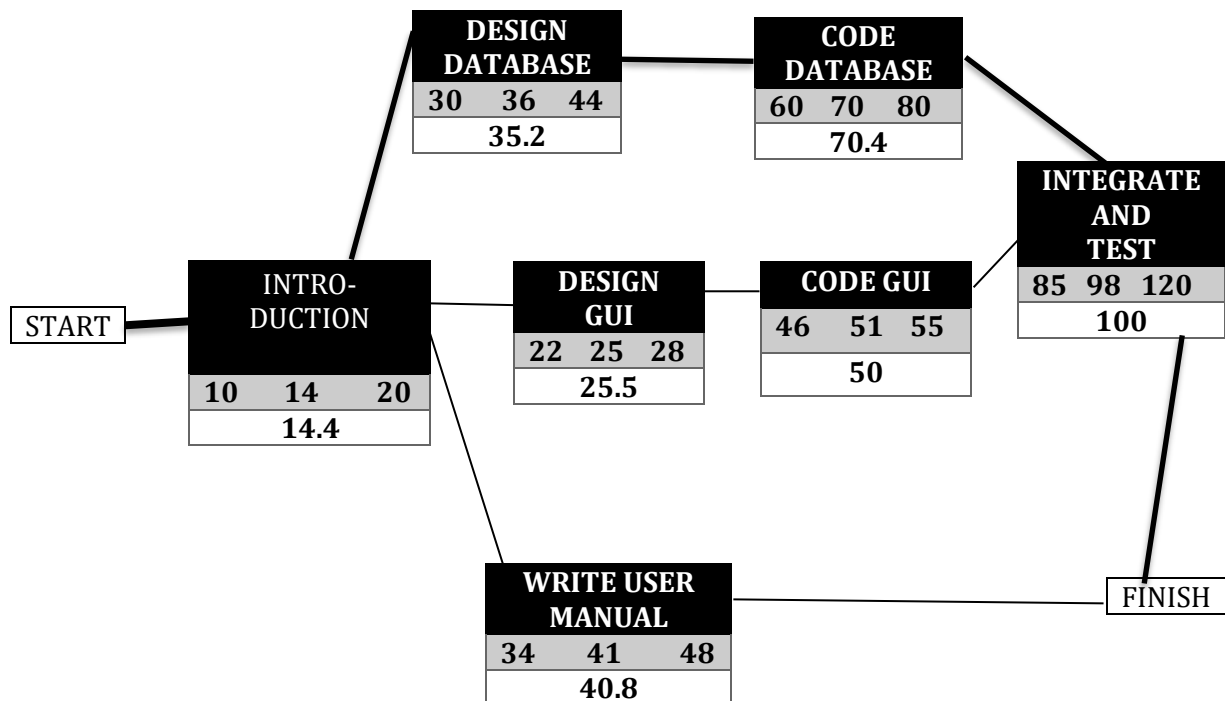 DESIGN
DATABASE
30 36 44
35.2
CODE
DATABASE
60 70 80
70.4
INTEGRATE
AND
TEST
85 98 120
100
START
INTRO-
DUCTION
10 14 20
14.4
DESIGN
GUI
22 25 28
25.5
CODE GUI
46 51 55
50
WRITE USER
MANUAL
34 41 48
40.8
FINISH